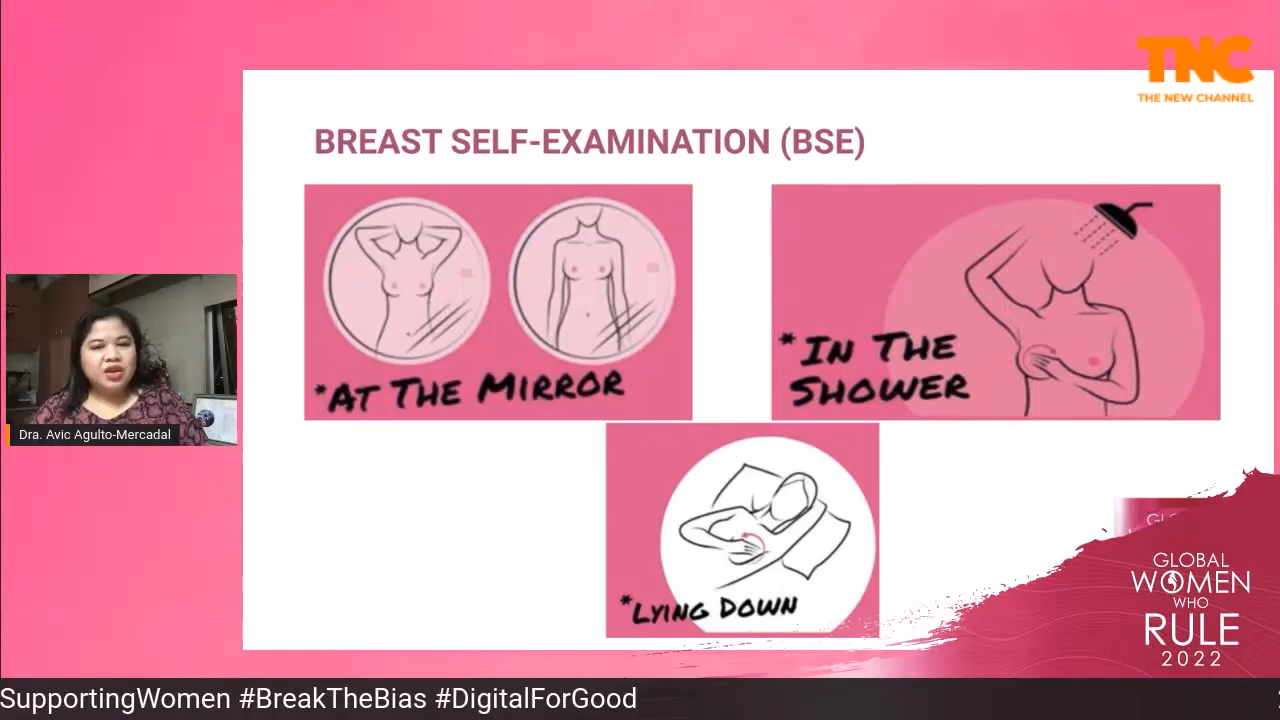 TNC
THE NEW CHANNEL
BREAST SELF-EXAMINATION (BSE)
*AT THE MIRROR
*IN THE
SHOWER
Dra. Avic Agulto-Mercadal
*LYING DOWN
GLOBAL
WOMEN
WHO
RULE
2022
SupportingWomen #BreakTheBias #DigitalForGood